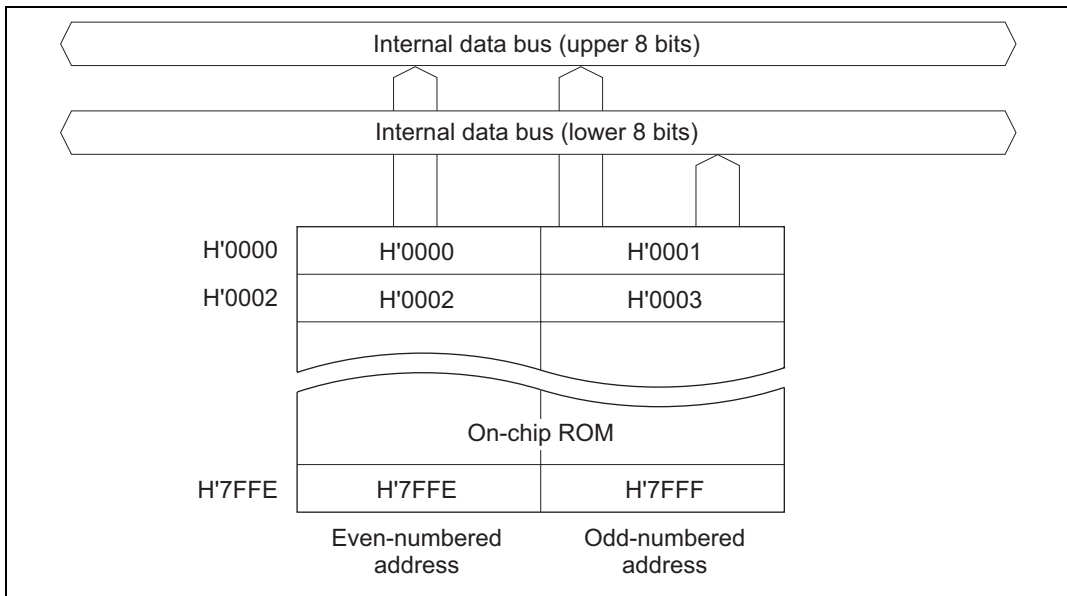 Internal data bus (upper 8 bits)
Internal data bus (lower 8 bits)
H'0000 H'0000 H'0001
H'0002 H'0002 H'0003
On-chip ROM
H'7FFE H'7FFE H'7FFF
Even-numbered address
Odd-numbered address